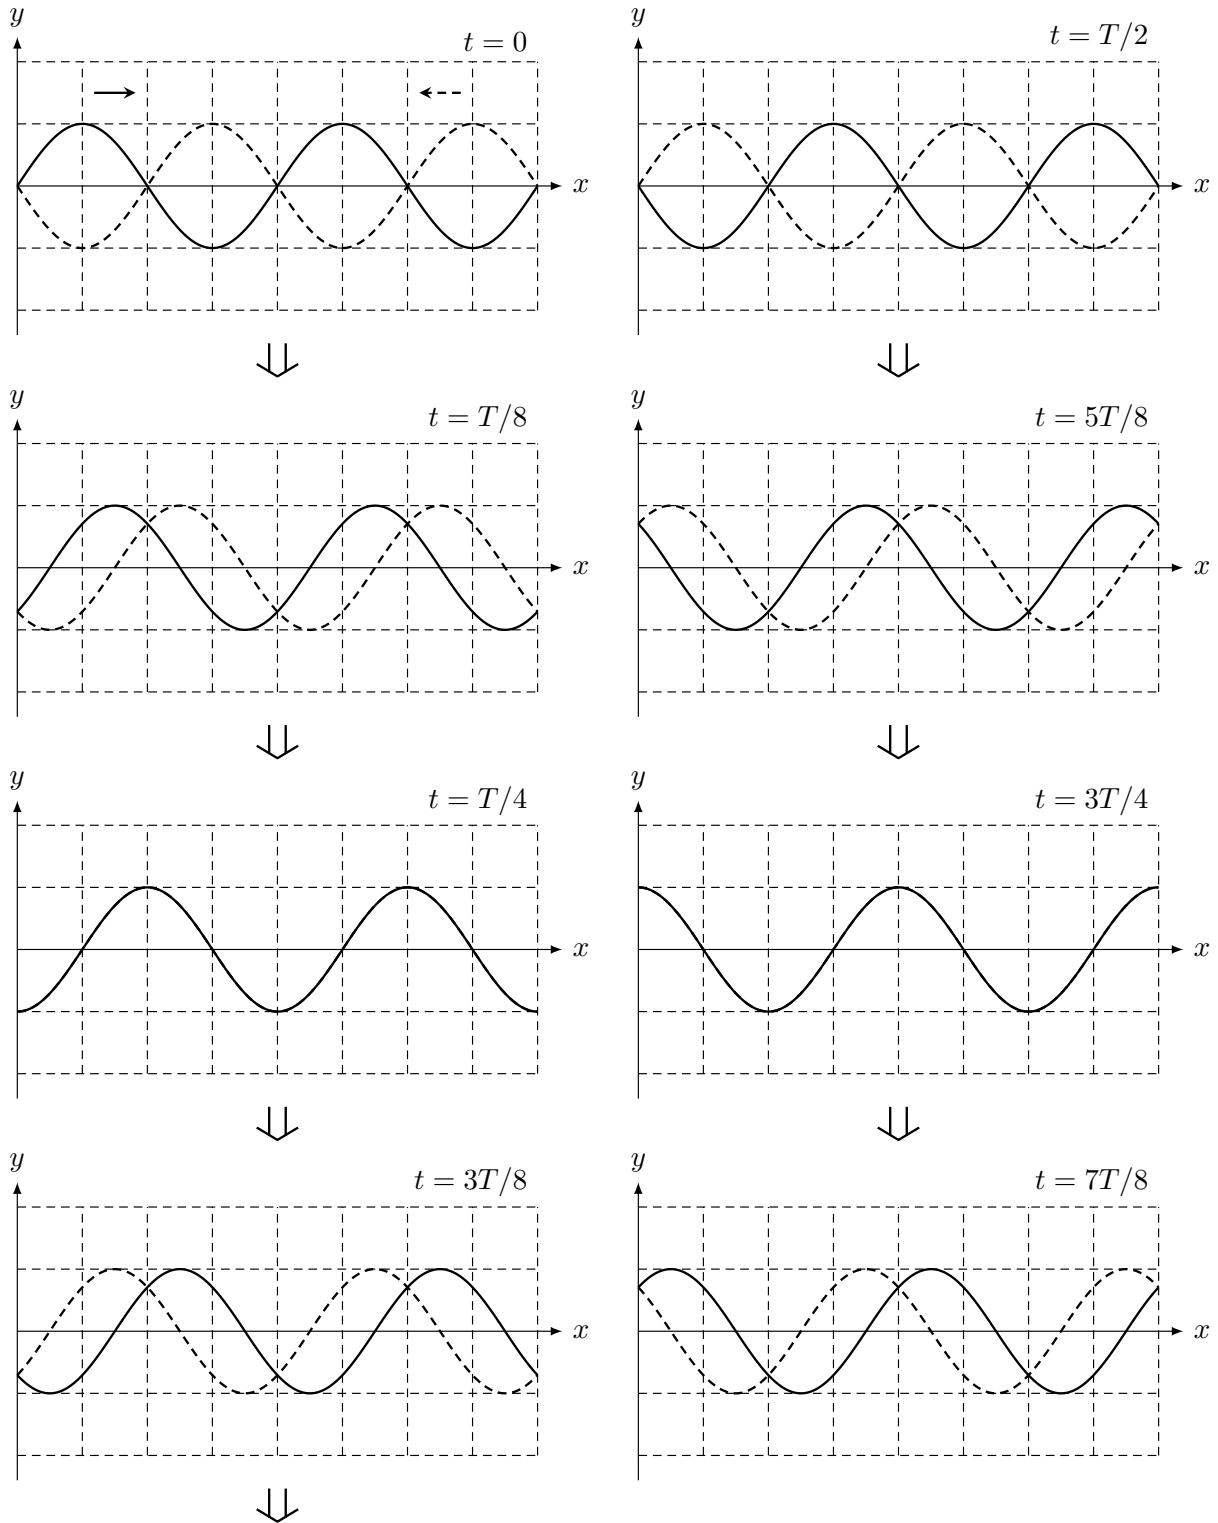 y
t = 0
x
y
t = T/8
x
y
t = T/4
x
y
t = 3T/8
x
y
t = T/2
x
y
t = 5T/8
x
y
t = 3T/4
x
y
t = 7T/8
x